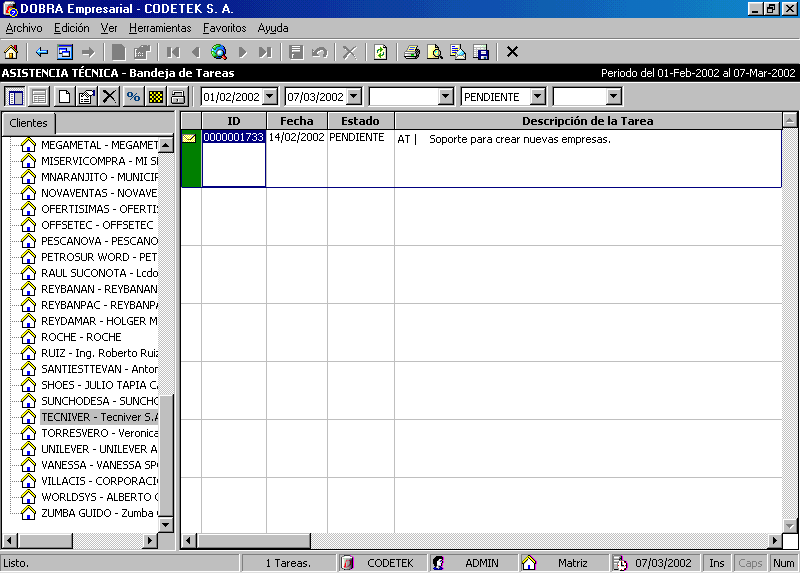 DOBRA Empresarial - CODETEK S. A.
Archivo Edición Ver Herramientas Favoritos Ayuda
ASISTENCIA TÉCNICA - Bandeja de Tareas Periodo del 01-Feb-2002 al 07-Mar-2002
% 01/02/2002 07/03/2002 PENDIENTE
Clientes
ID Fecha Estado Descripción de la Tarea
0000001733 14/02/2002 PENDIENTE AT | Soporte para crear nuevas empresas.
MEGAMETAL - MEGAMET
MISERVICOMPRA - MI S
MNARANJITO - MUNICIF
NOVAVENTAS - NOVAVE
OFERTISIMAS - OFERTI
OFFSETEC - OFFSETEC
PESCANOVA - PESCANO
PETROSUR WORD - PET
RAUL SUCONOTA - Lcdo
REYBANAN - REYBANAN
REYBANPAC - REYBANPA
REYDAMAR - HOLGER M
ROCHE - ROCHE
RUIZ - Ing. Roberto Ruiz
SANTIESTTEVAN - Anton
SHOES - JULIO TAPIA CA
SUNCHODESA - SUNCHO
TECNIVER - Tecniver S.A
TORRESVERO - Veronica
UNILEVER - UNILEVER A
VANESSA - VANESSA SPO
VILLACIS - CORPORACI
WORLDSYS - ALBERTO C
ZUMBA GUIDO - Zumba
Listo. 1 Tareas. CODETEK ADMIN Matriz 07/03/2002 Ins Caps Num